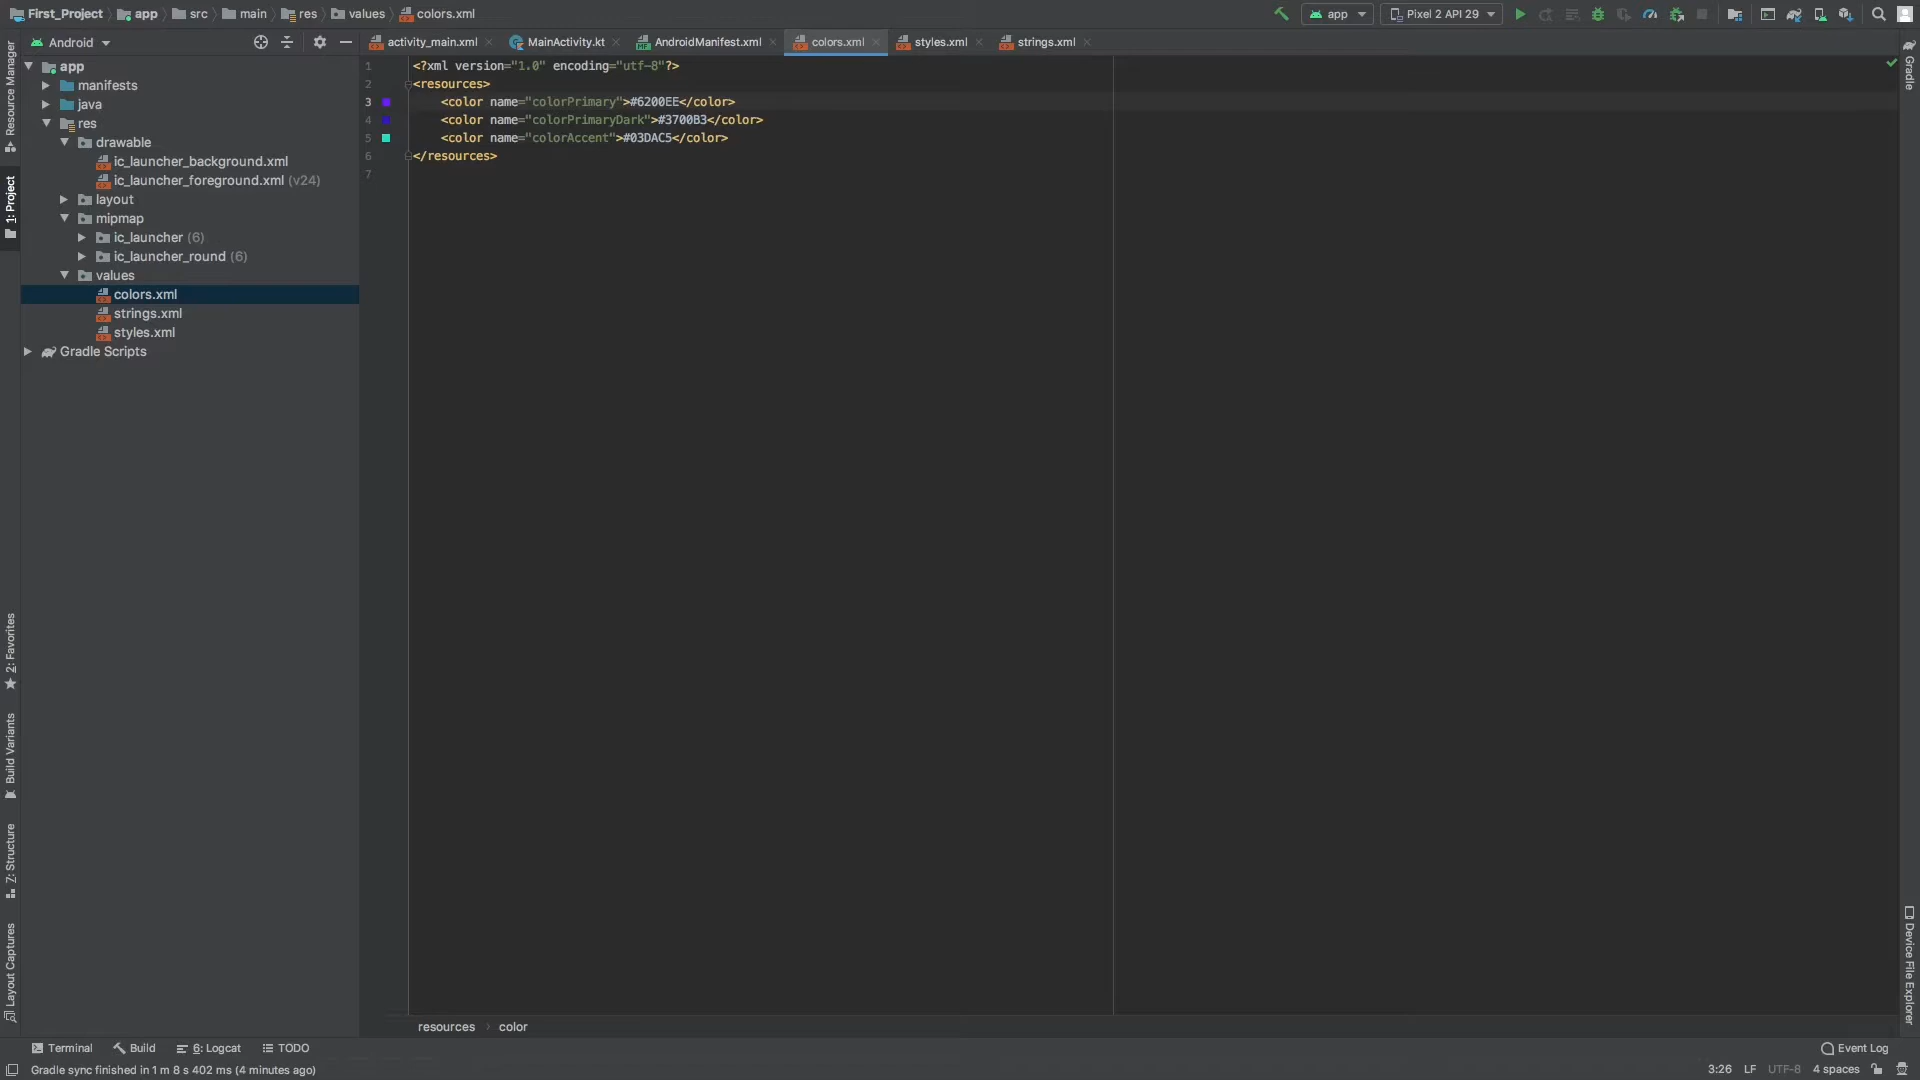 First_Project app src main res values colors.xml
app Pixel 2 API 29
Android
activity_main.xml MainActivity.kt AndroidManifest.xml colors.xml styles.xml strings.xml
Resource Manager
1: Project
2: Favorites
Build Variants
7: Structure
Layout Captures
app
manifests
java
res
drawable
ic_launcher_background.xml
ic_launcher_foreground.xml (v24)
layout
mipmap
ic_launcher (6)
ic_launcher_round (6)
values
colors.xml
strings.xml
styles.xml
Gradle Scripts
1 <?xml version="1.0" encoding="utf-8"?>
2 <resources>
3 <color name="colorPrimary">#6200EE</color>
4 <color name="colorPrimaryDark">#3700B3</color>
5 <color name="colorAccent">#03DAC5</color>
6 </resources>
7
Gradle
Device File Explorer
resources color
Terminal Build 6: Logcat TODO Event Log
Gradle sync finished in 1 m 8 s 402 ms (4 minutes ago) 3:26 LF UTF-8 4 spaces